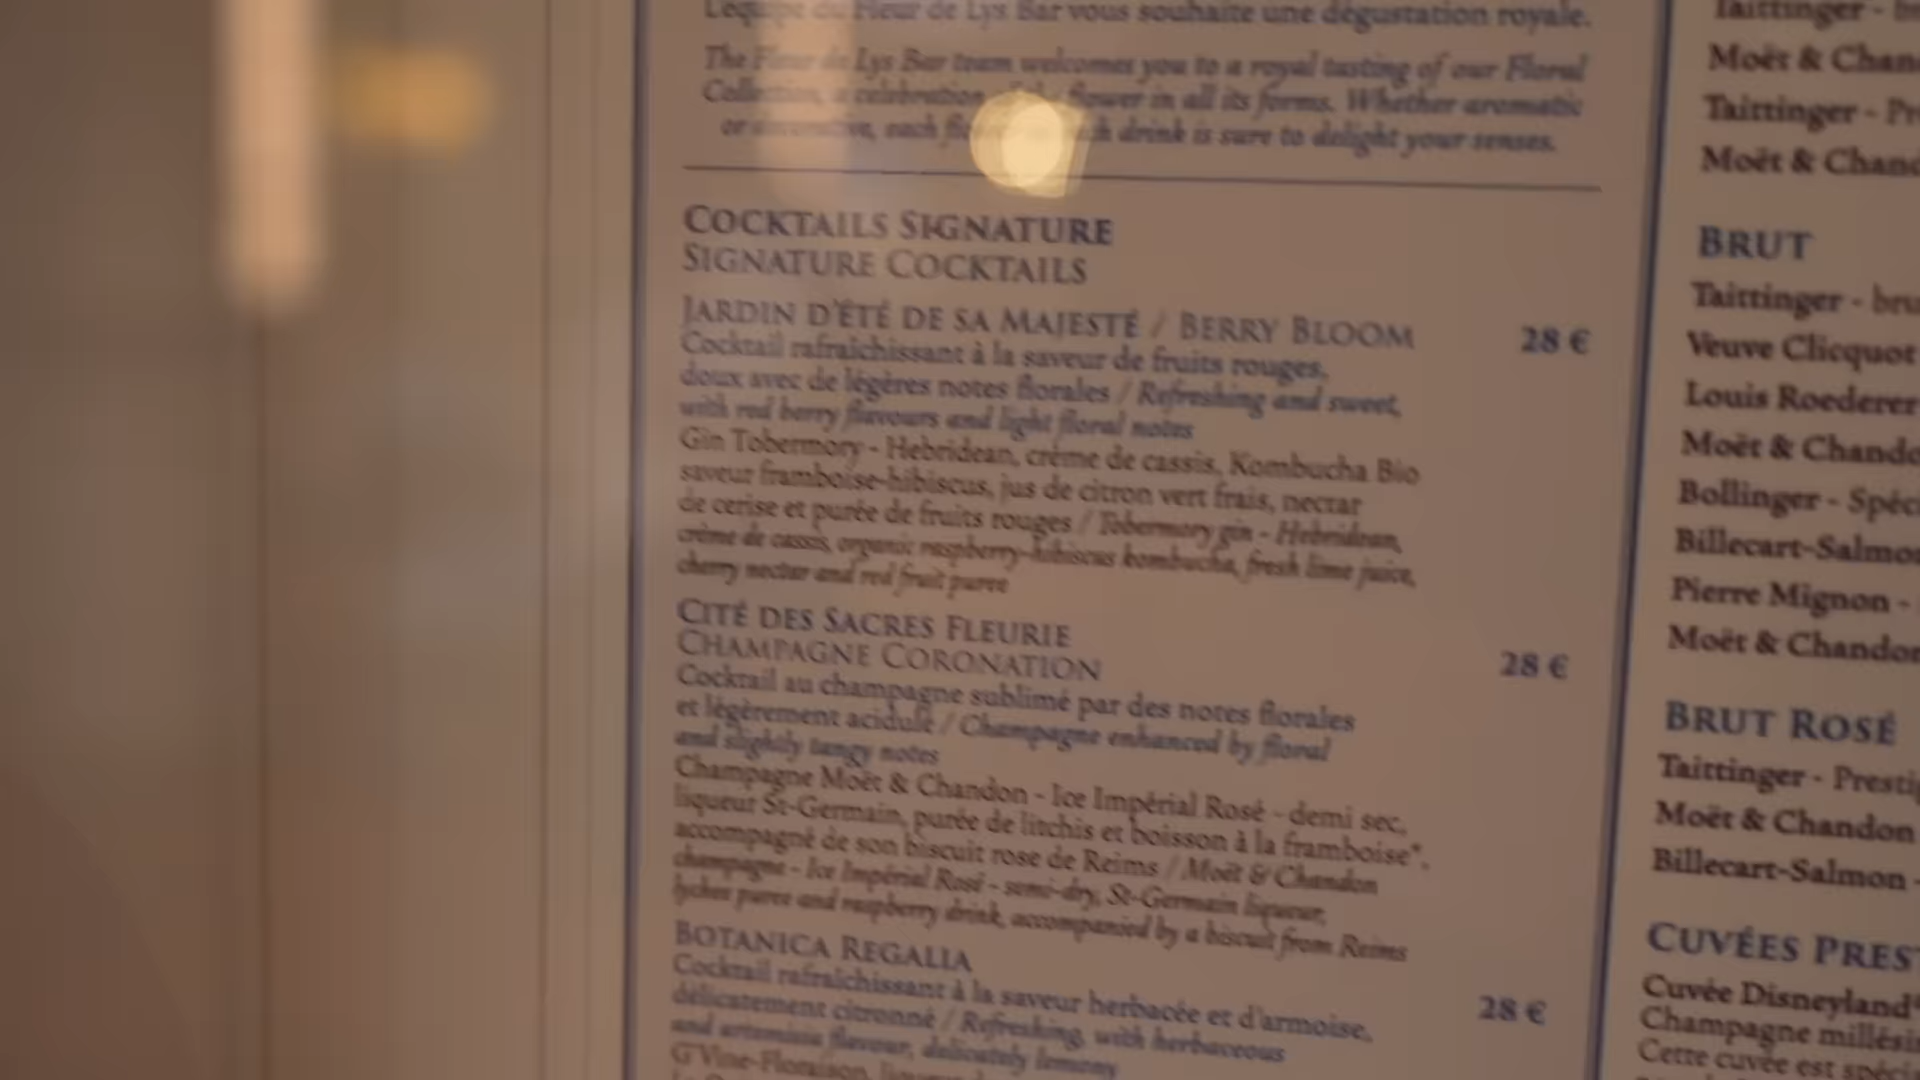 L'équipe du Fleur de Lys Bar vous souhaite une dégustation royale.
The Fleur de Lys Bar team welcomes you to a royal tasting of our Floral
Collection, a celebration of the flower in all its forms. Whether aromatic
or decorative, each drink is sure to delight your senses.
COCKTAILS SIGNATURE
SIGNATURE COCKTAILS
JARDIN D'ÉTÉ DE SA MAJESTÉ / BERRY BLOOM 28 €
Cocktail rafraîchissant à la saveur de fruits rouges,
doux avec de légères notes florales / Refreshing and sweet,
with red berry flavours and light floral notes
Gin Tobermory - Hebridean, crème de cassis, Kombucha Bio
saveur framboise-hibiscus, jus de citron vert frais, nectar
de cerise et purée de fruits rouges / Tobermory gin - Hebridean,
crème de cassis, organic raspberry-hibiscus kombucha, fresh lime juice,
cherry nectar and red fruit puree
CITÉ DES SACRES FLEURIE
CHAMPAGNE CORONATION 28 €
Cocktail au champagne sublimé par des notes florales
et légèrement acidulé / Champagne enhanced by floral
and slightly tangy notes
Champagne Moët & Chandon - Ice Impérial Rosé - demi sec,
liqueur St-Germain, purée de litchis et boisson à la framboise*,
accompagné de son biscuit rose de Reims / Moët & Chandon
champagne - Ice Impérial Rosé - semi-dry, St-Germain liqueur,
lychee puree and raspberry drink, accompanied by a biscuit from Reims
BOTANICA REGALIA 28 €
Cocktail rafraîchissant à la saveur herbacée et d'armoise,
délicatement citronné / Refreshing, with herbaceous
and artemisia flavour, delicately lemony
G'Vine-Floraison,
Taittinger -
Moët & Chan
Taittinger - Pr
Moët & Chand
BRUT
Taittinger - bru
Veuve Clicquot
Louis Roederer
Moët & Chando
Bollinger - Spéc
Billecart-Salmo
Pierre Mignon -
Moët & Chandon
BRUT ROSÉ
Taittinger - Presti
Moët & Chandon
Billecart-Salmon -
CUVÉES PRES
Cuvée Disneyland
Champagne millési
Cette cuvée est spéci